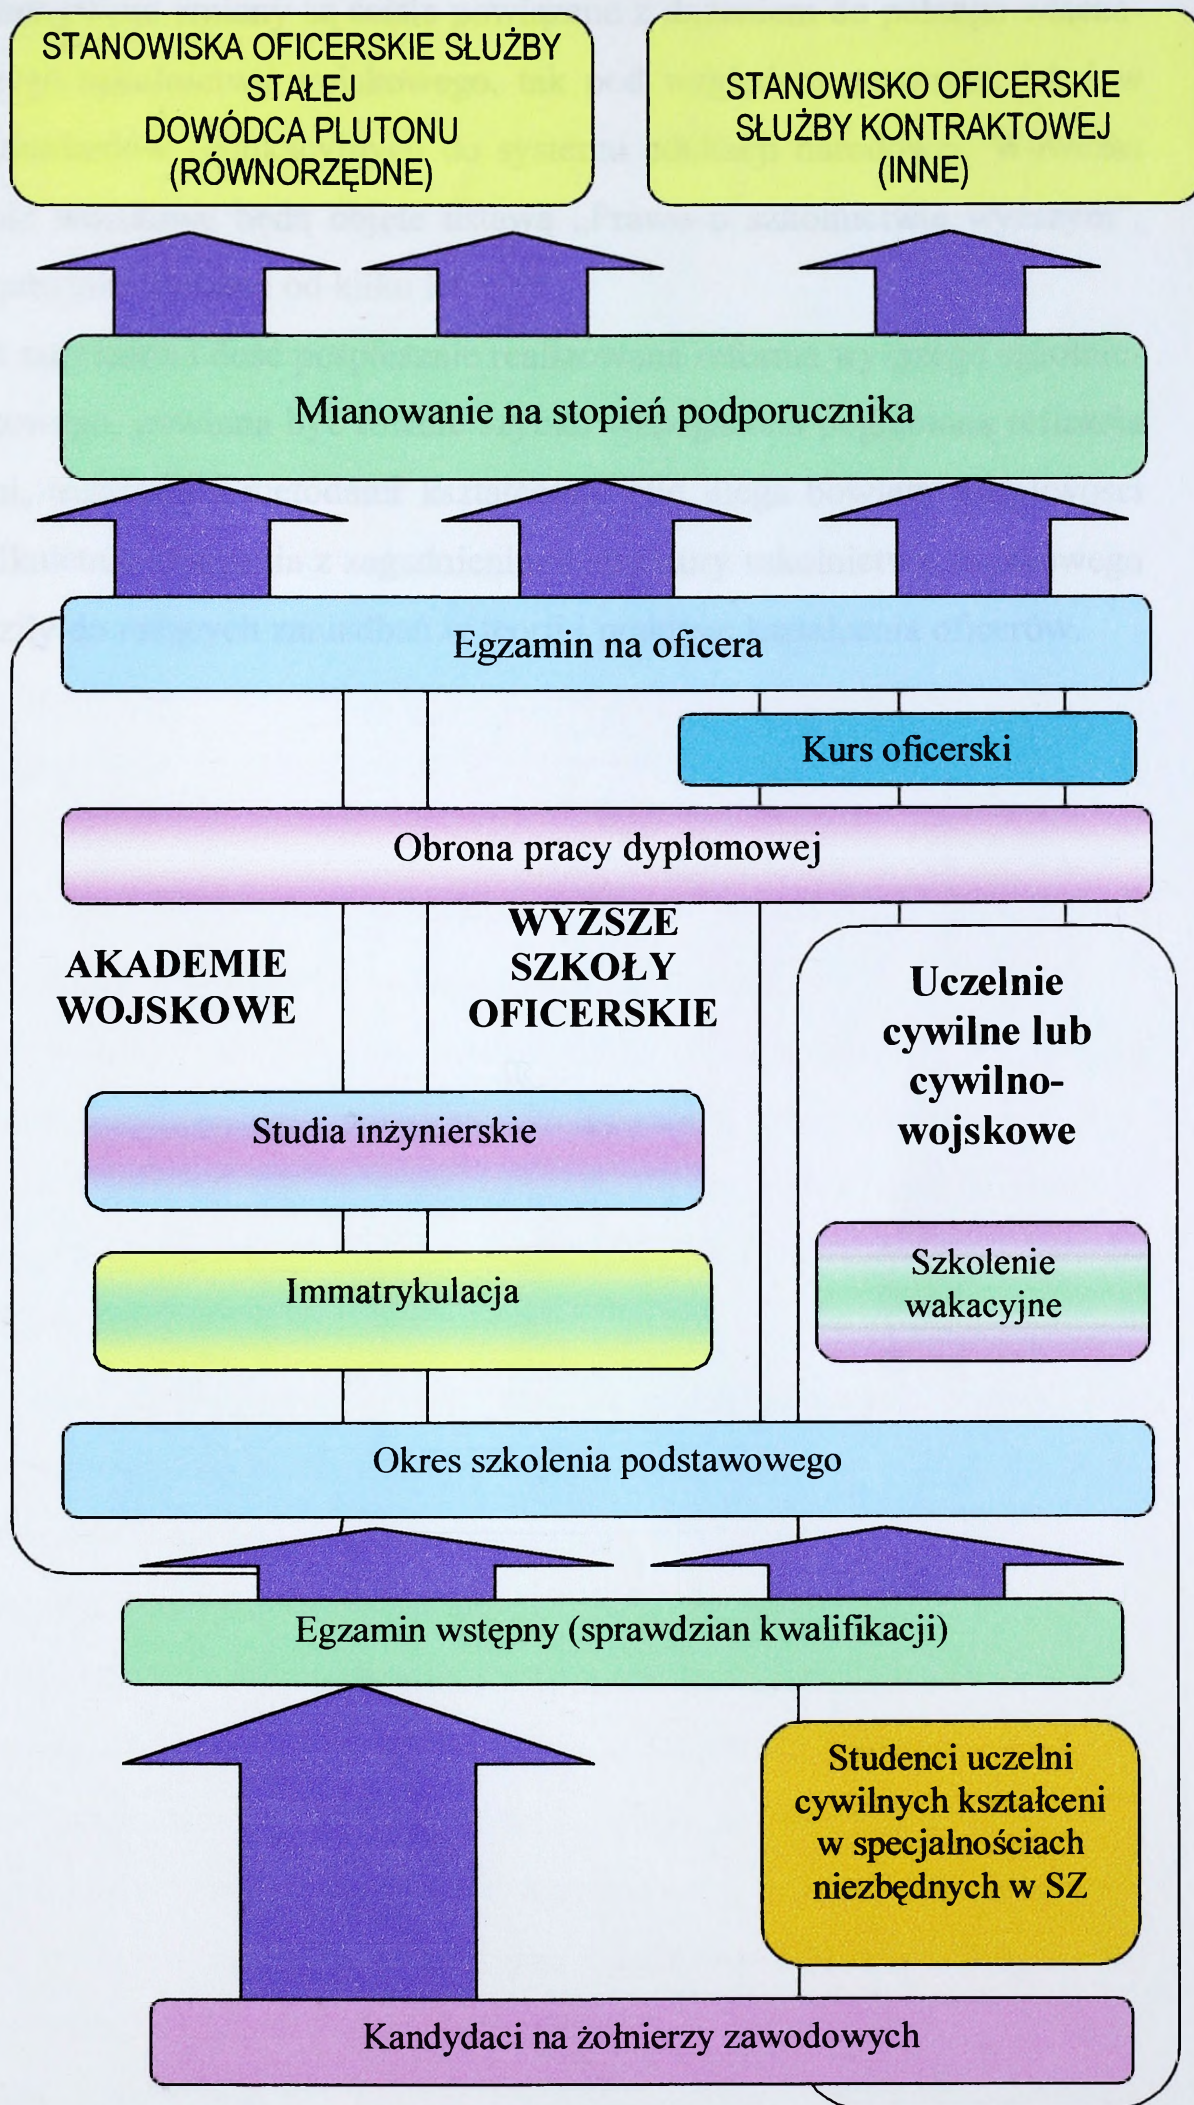 STANOWISKA OFICERSKIE SŁUŻBY
STAŁEJ
DOWÓDCA PLUTONU
(RÓWNORZĘDNE)
STANOWISKO OFICERSKIE
SŁUŻBY KONTRAKTOWEJ
(INNE)
Mianowanie na stopień podporucznika
Egzamin na oficera
Kurs oficerski
Obrona pracy dyplomowej
AKADEMIE
WOJSKOWE
WYZSZE
SZKOŁY
OFICERSKIE
Uczelnie
cywilne lub
cywilno-
wojskowe
Studia inżynierskie
Immatrykulacja
Szkolenie
wakacyjne
Okres szkolenia podstawowego
Egzamin wstępny (sprawdzian kwalifikacji)
Studenci uczelni
cywilnych kształceni
w specjalnościach
niezbędnych w SZ
Kandydaci na żołnierzy zawodowych